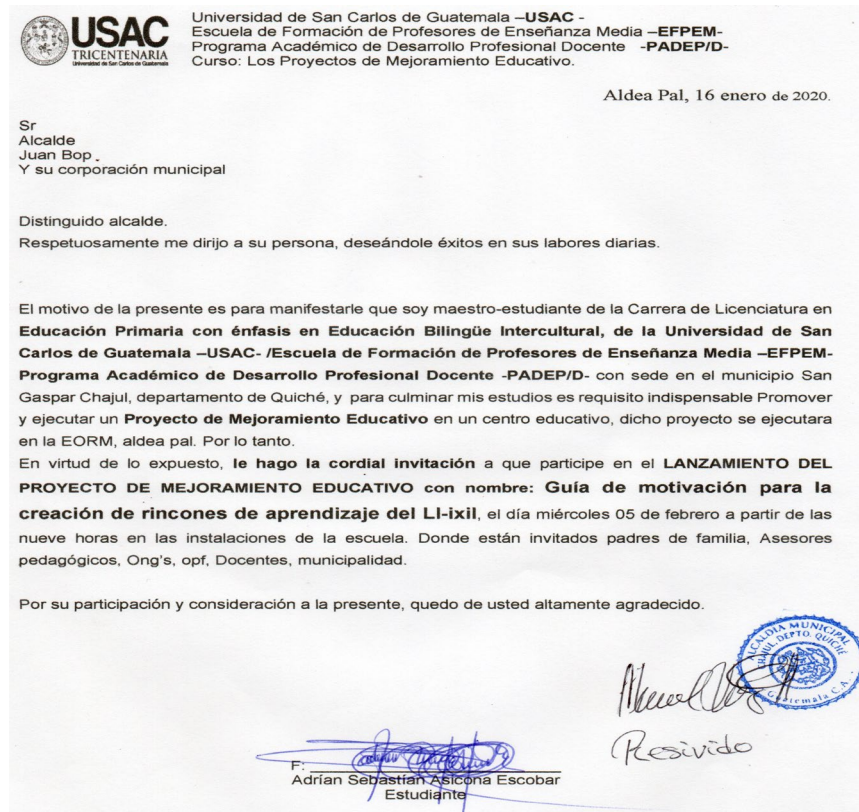 USAC
TRICENTENARIA
Universidad de San Carlos de Guatemala
Universidad de San Carlos de Guatemala –USAC -
Escuela de Formación de Profesores de Enseñanza Media –EFPEM-
Programa Académico de Desarrollo Profesional Docente -PADEP/D-
Curso: Los Proyectos de Mejoramiento Educativo.
Aldea Pal, 16 enero de 2020.
Sr
Alcalde
Juan Bop .
Y su corporación municipal
Distinguido alcalde.
Respetuosamente me dirijo a su persona, deseándole éxitos en sus labores diarias.
El motivo de la presente es para manifestarle que soy maestro-estudiante de la Carrera de Licenciatura en
Educación Primaria con énfasis en Educación Bilingüe Intercultural, de la Universidad de San
Carlos de Guatemala –USAC- /Escuela de Formación de Profesores de Enseñanza Media –EFPEM-
Programa Académico de Desarrollo Profesional Docente -PADEP/D- con sede en el municipio San
Gaspar Chajul, departamento de Quiché, y para culminar mis estudios es requisito indispensable Promover
y ejecutar un Proyecto de Mejoramiento Educativo en un centro educativo, dicho proyecto se ejecutara
en la EORM, aldea pal. Por lo tanto.
En virtud de lo expuesto, le hago la cordial invitación a que participe en el LANZAMIENTO DEL
PROYECTO DE MEJORAMIENTO EDUCATIVO con nombre: Guía de motivación para la
creación de rincones de aprendizaje del LI-ixil, el día miércoles 05 de febrero a partir de las
nueve horas en las instalaciones de la escuela. Donde están invitados padres de familia, Asesores
pedagógicos, Ong's, opf, Docentes, municipalidad.
Por su participación y consideración a la presente, quedo de usted altamente agradecido.
ALCALDIA MUNICIPAL
CHAJUL, DEPTO. QUICHÉ
Guatemala C.A.
Resivido
F:
Adrían Sebastían Asicona Escobar
Estudiante